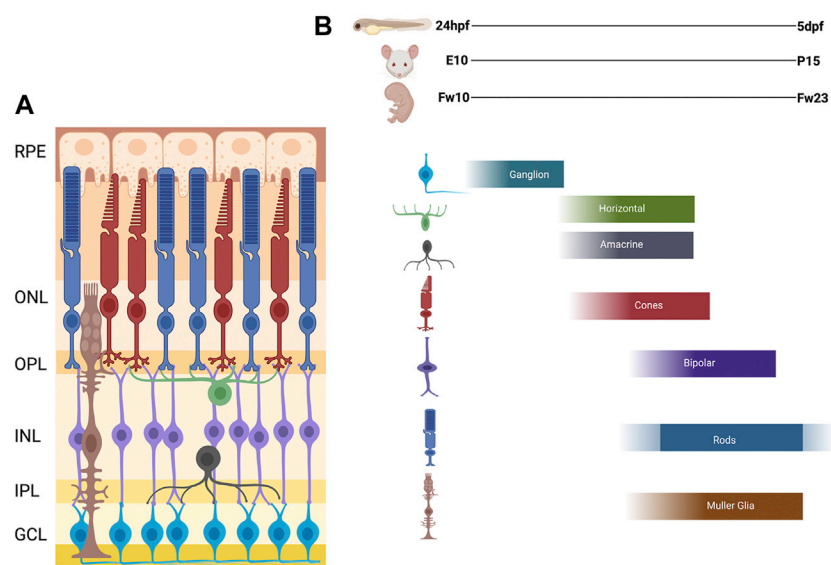 A
RPE
ONL
OPL
INL
IPL
GCL
B
24hpf 5dpf
E10 P15
Fw10 Fw23
Ganglion
Horizontal
Amacrine
Cones
Bipolar
Rods
Muller Glia